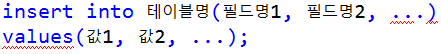 insert into 테이블명(필드명1, 필드명2, ...)
values(값1, 값2, ...);